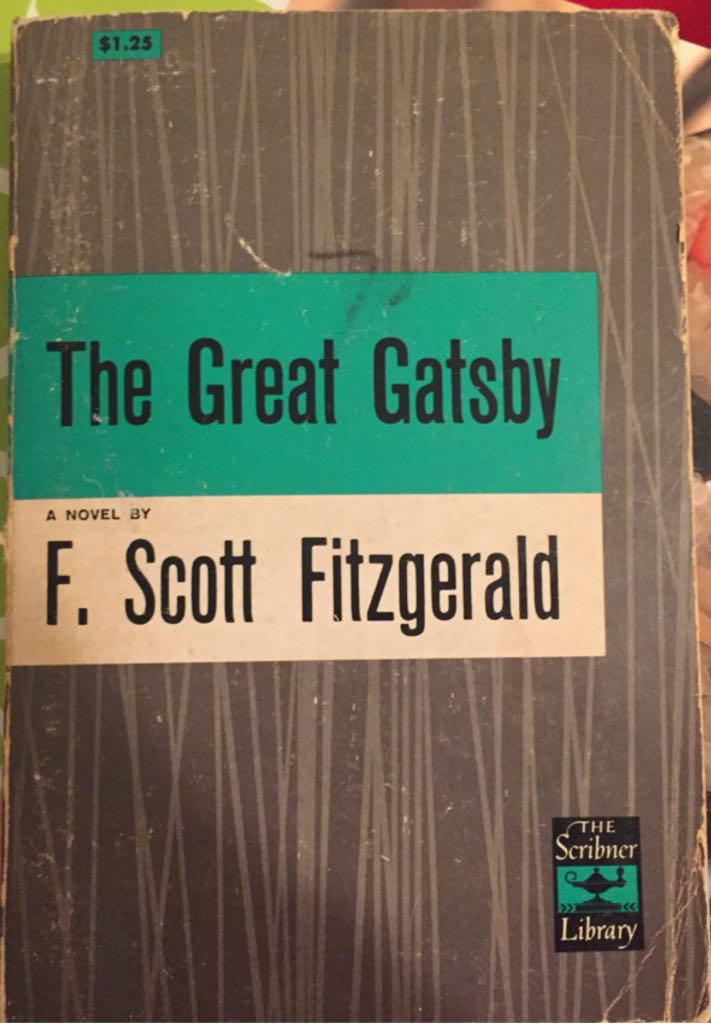 $1.25
The Great Gatsby
A NOVEL BY
F. Scott Fitzgerald
THE
Scribner
Library